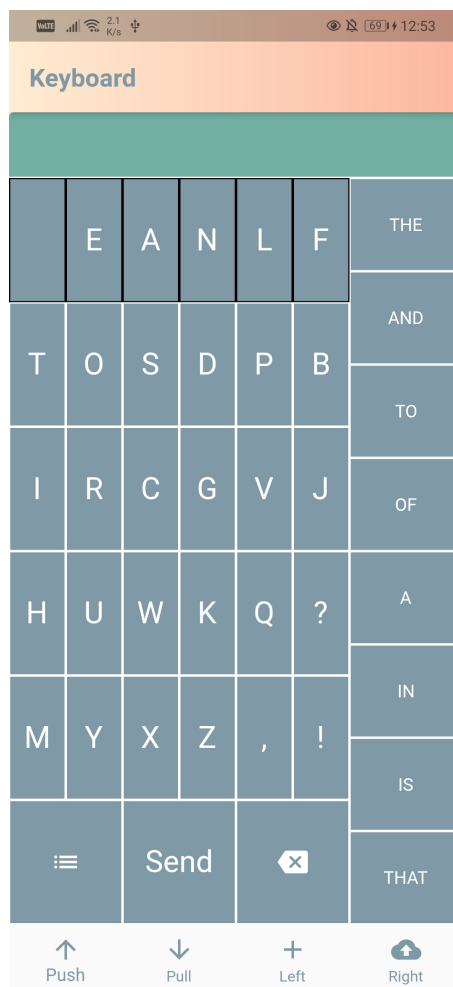 VoLTE 2.1 K/s 69 12:53
Keyboard
E A N L F THE
AND
T O S D P B
TO
I R C G V J OF
A
H U W K Q ?
IN
M Y X Z , !
IS
Send
THAT
Push Pull Left Right